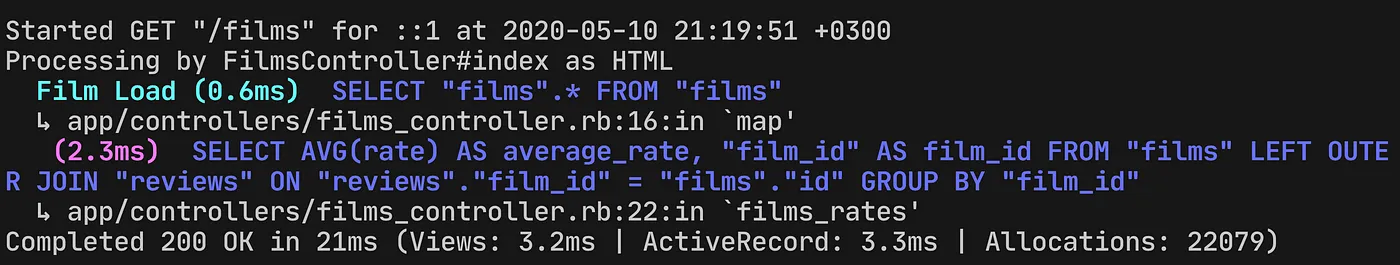 Started GET "/films" for ::1 at 2020-05-10 21:19:51 +0300
Processing by FilmsController#index as HTML
  Film Load (0.6ms)  SELECT "films".* FROM "films"
  ↳ app/controllers/films_controller.rb:16:in `map'
   (2.3ms)  SELECT AVG(rate) AS average_rate, "film_id" AS film_id FROM "films" LEFT OUTE
R JOIN "reviews" ON "reviews"."film_id" = "films"."id" GROUP BY "film_id"
  ↳ app/controllers/films_controller.rb:22:in `films_rates'
Completed 200 OK in 21ms (Views: 3.2ms | ActiveRecord: 3.3ms | Allocations: 22079)